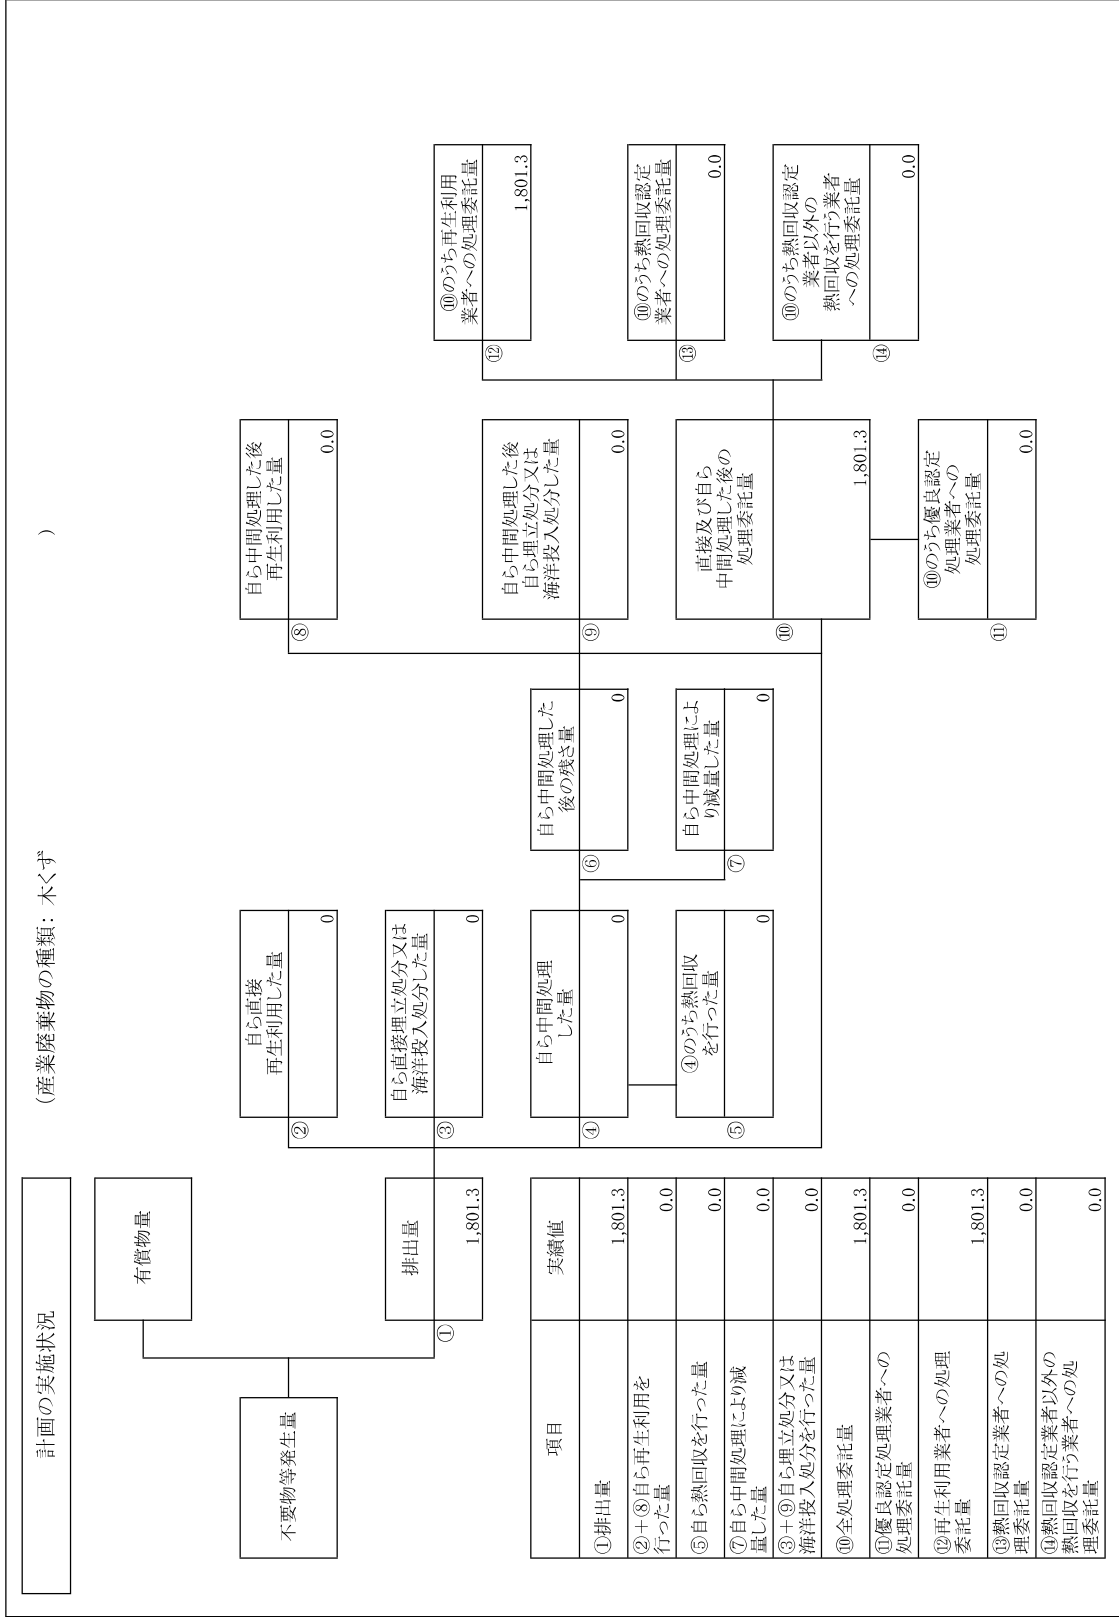 計画の実施状況
(産業廃棄物の種類: 木くず
)
不要物等発生量
有償物量
排出量
①
1,801.3
自ら直接
再生利用した量
②
0
自ら直接埋立処分又は
海洋投入処分した量
③
0
自ら中間処理
した量
④
0
④のうち熱回収
を行った量
⑤
0
自ら中間処理した
後の残さ量
⑥
0
自ら中間処理によ
り減量した量
⑦
0
自ら中間処理した後
再生利用した量
⑧
0.0
自ら中間処理した後
自ら埋立処分又は
海洋投入処分した量
⑨
0.0
直接及び自ら
中間処理した後の
処理委託量
⑩
1,801.3
⑩のうち優良認定
処理業者への
処理委託量
⑪
0.0
⑩のうち再生利用
業者への処理委託量
⑫
1,801.3
⑩のうち熱回収認定
業者への処理委託量
⑬
0.0
⑩のうち熱回収認定
業者以外の
熱回収を行う業者
への処理委託量
⑭
0.0
項目
実績値
①排出量
1,801.3
②+⑧自ら再生利用を
行った量
0.0
⑤自ら熱回収を行った量
0.0
⑦自ら中間処理により減
量した量
0.0
③+⑨自ら埋立処分又は
海洋投入処分を行った量
0.0
⑩全処理委託量
1,801.3
⑪優良認定処理業者への
処理委託量
0.0
⑫再生利用業者への処理
委託量
1,801.3
⑬熱回収認定業者への処
理委託量
0.0
⑭熱回収認定業者以外の
熱回収を行う業者への処
理委託量
0.0